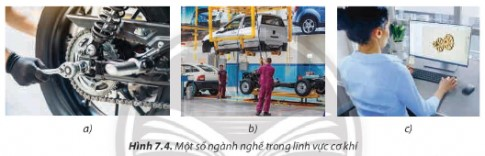 a)
b)
c)
Hình 7.4. Một số ngành nghề trong lĩnh vực cơ khí